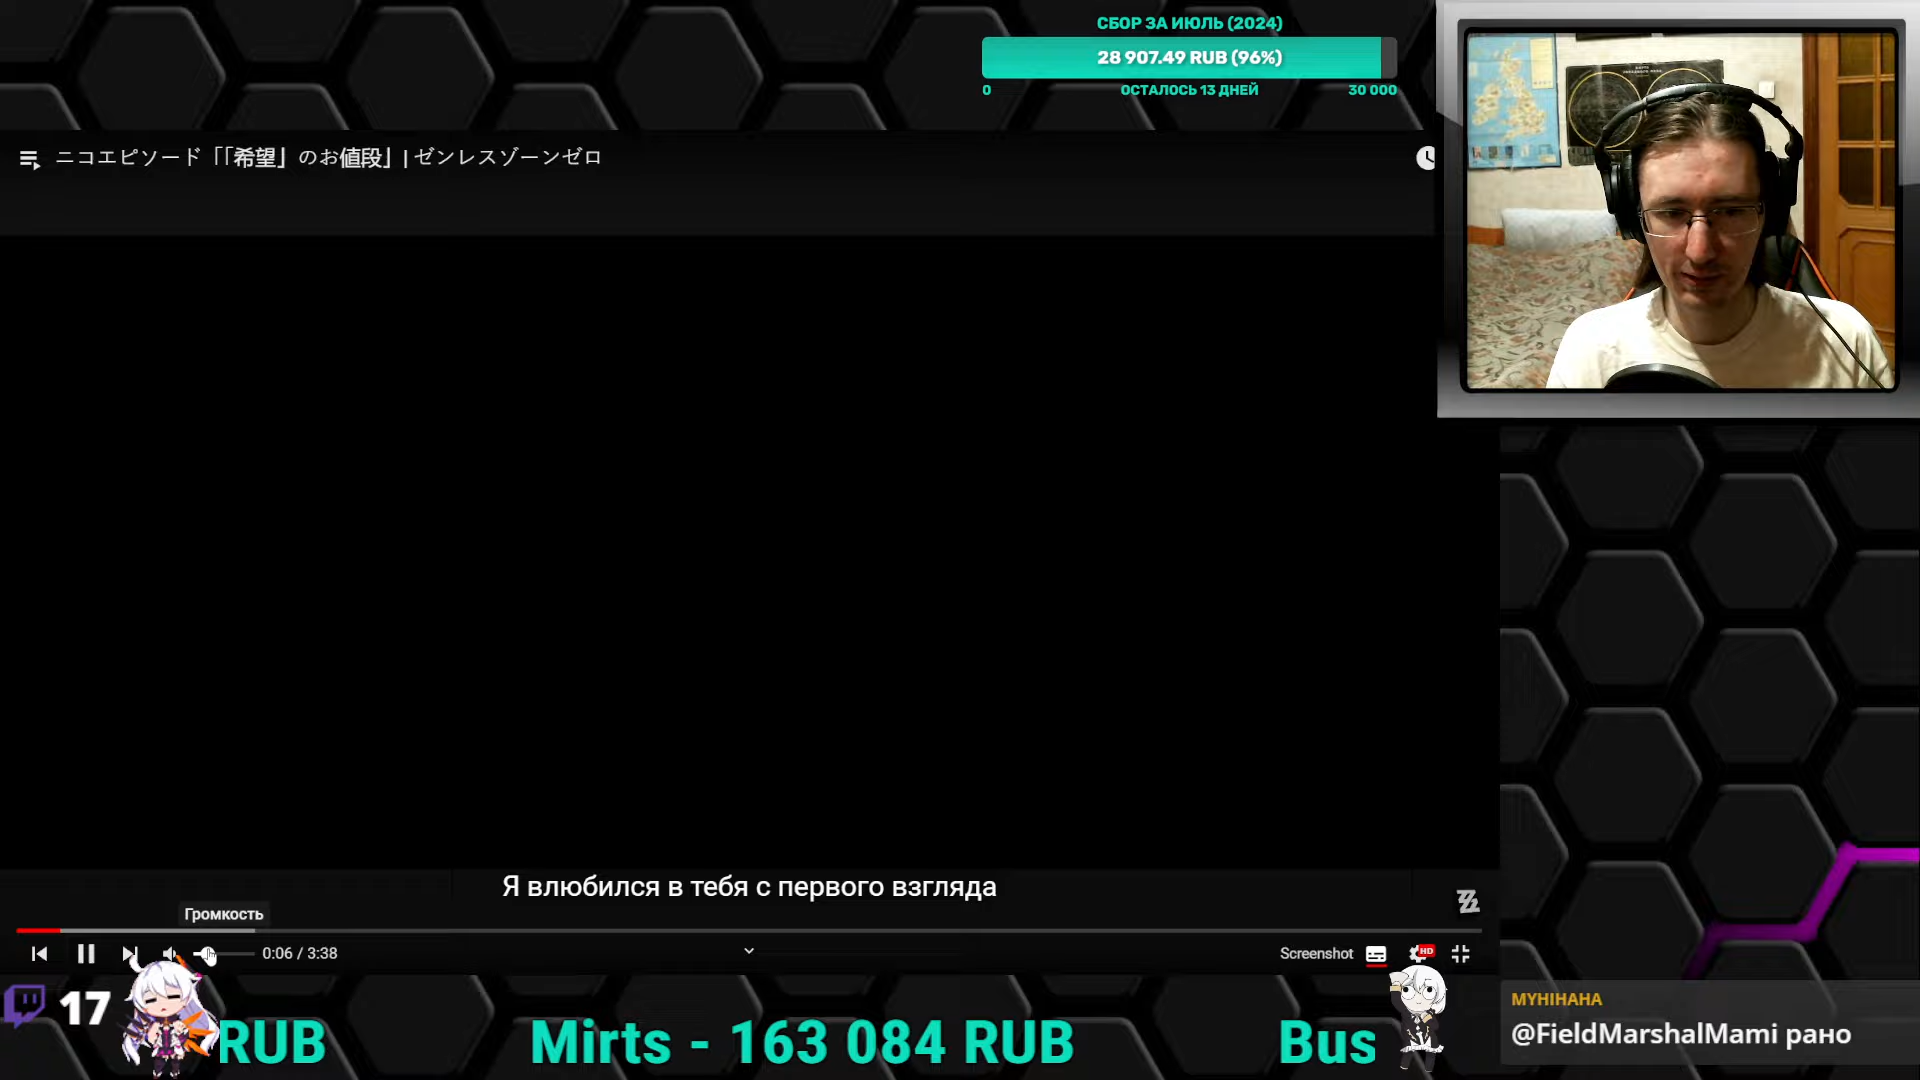 СБОР ЗА ИЮЛЬ (2024)
28 907.49 RUB (96%)
0 ОСТАЛОСЬ 13 ДНЕЙ 30 000
ニコエピソード「「希望」のお値段」| ゼンレスゾーンゼロ
Я влюбился в тебя с первого взгляда
Громкость
0:06 / 3:38
Screenshot
HD
17
RUB Mirts - 163 084 RUB Bus
MYHIHAHA
@FieldMarshalMami рано